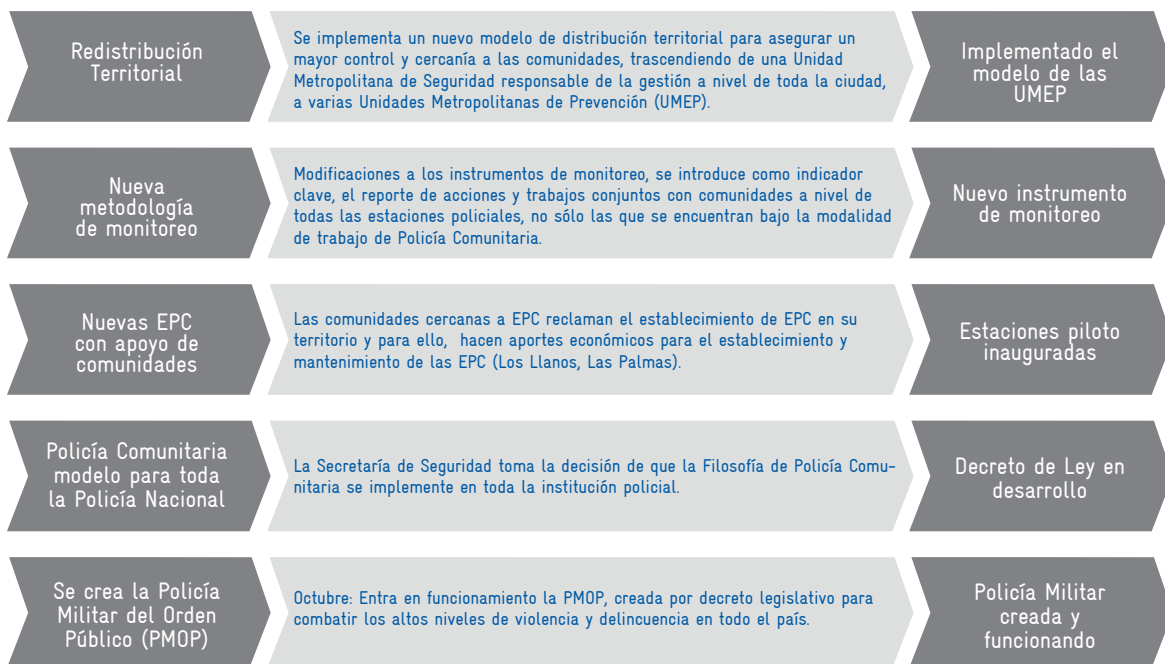 Redistribución
Territorial
Se implementa un nuevo modelo de distribución territorial para asegurar un
mayor control y cercanía a las comunidades, trascendiendo de una Unidad
Metropolitana de Seguridad responsable de la gestión a nivel de toda la ciudad,
a varias Unidades Metropolitanas de Prevención (UMEP).
Implementado el
modelo de las
UMEP
Nueva
metodología
de monitoreo
Modificaciones a los instrumentos de monitoreo, se introduce como indicador
clave, el reporte de acciones y trabajos conjuntos con comunidades a nivel de
todas las estaciones policiales, no sólo las que se encuentran bajo la modalidad
de trabajo de Policía Comunitaria.
Nuevo instrumento
de monitoreo
Nuevas EPC
con apoyo de
comunidades
Las comunidades cercanas a EPC reclaman el establecimiento de EPC en su
territorio y para ello, hacen aportes económicos para el establecimiento y
mantenimiento de las EPC (Los Llanos, Las Palmas).
Estaciones piloto
inauguradas
Policía Comunitaria
modelo para toda
la Policía Nacional
La Secretaría de Seguridad toma la decisión de que la Filosofía de Policía Comu-
nitaria se implemente en toda la institución policial.
Decreto de Ley en
desarrollo
Se crea la Policía
Militar del Orden
Público (PMOP)
Octubre: Entra en funcionamiento la PMOP, creada por decreto legislativo para
combatir los altos niveles de violencia y delincuencia en todo el país.
Policía Militar
creada y
funcionando